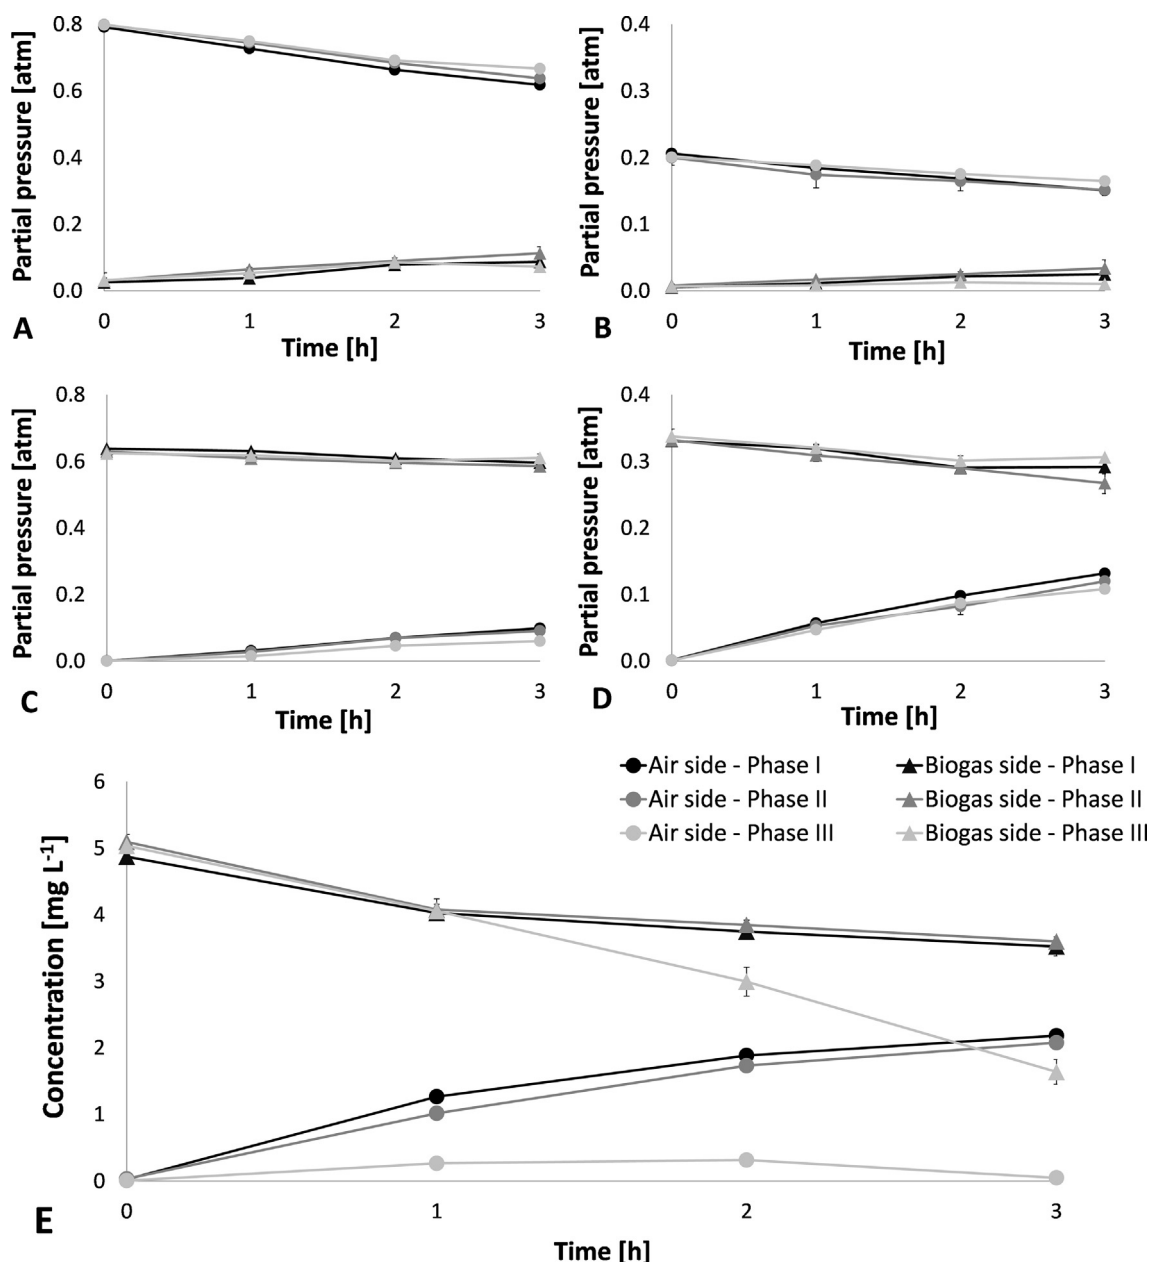 Partial pressure [atm]
0.8
0.6
0.4
0.2
0.0
0 1 2 3
Time [h]
A
Partial pressure [atm]
0.4
0.3
0.2
0.1
0.0
0 1 2 3
Time [h]
B
Partial pressure [atm]
0.8
0.6
0.4
0.2
0.0
0 1 2 3
Time [h]
C
Partial pressure [atm]
0.4
0.3
0.2
0.1
0.0
0 1 2 3
Time [h]
D
Air side - Phase I
Biogas side - Phase I
Air side - Phase II
Biogas side - Phase II
Air side - Phase III
Biogas side - Phase III
Concentration [mg L⁻¹]
6
5
4
3
2
1
0
0 1 2 3
Time [h]
E